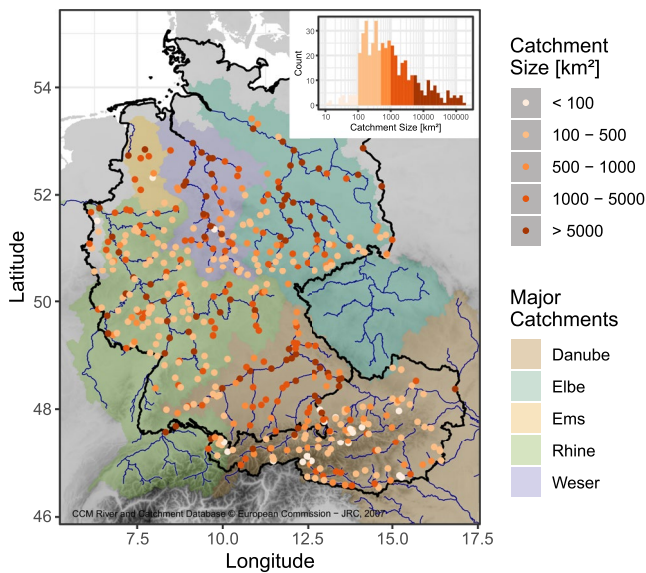 30
20
10
0
Count
10
100
1000
10000
100000
Catchment Size [km²]
54
52
50
48
46
Latitude
CCM River and Catchment Database © European Commssion − JRC, 2007
7.5
10.0
12.5
15.0
17.5
Longitude
Catchment
Size [km²]
< 100
100 − 500
500 − 1000
1000 − 5000
> 5000
Major
Catchments
Danube
Elbe
Ems
Rhine
Weser